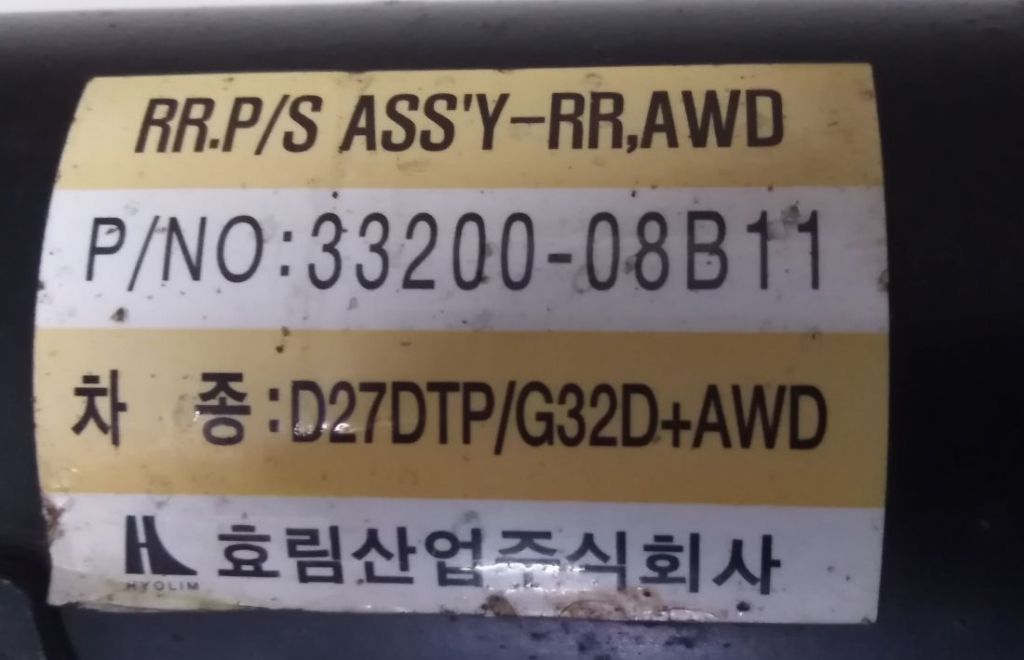 RR.P/S ASS'Y-RR,AWD
P/NO:33200-08B11
차 종:D27DTP/G32D+AWD
HYOLIM 효림산업주식회사